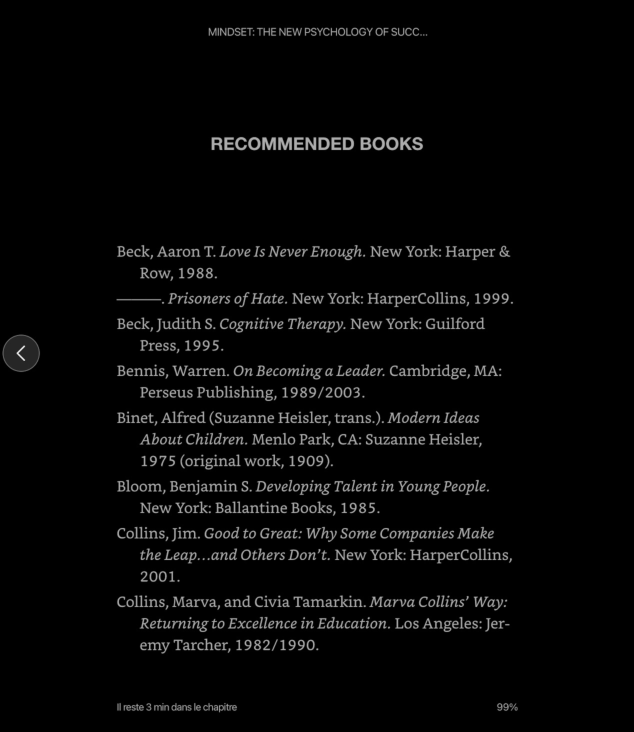 MINDSET: THE NEW PSYCHOLOGY OF SUCC...
RECOMMENDED BOOKS
Beck, Aaron T. Love Is Never Enough. New York: Harper &
Row, 1988.
———. Prisoners of Hate. New York: HarperCollins, 1999.
Beck, Judith S. Cognitive Therapy. New York: Guilford
Press, 1995.
Bennis, Warren. On Becoming a Leader. Cambridge, MA:
Perseus Publishing, 1989/2003.
Binet, Alfred (Suzanne Heisler, trans.). Modern Ideas
About Children. Menlo Park, CA: Suzanne Heisler,
1975 (original work, 1909).
Bloom, Benjamin S. Developing Talent in Young People.
New York: Ballantine Books, 1985.
Collins, Jim. Good to Great: Why Some Companies Make
the Leap...and Others Don’t. New York: HarperCollins,
2001.
Collins, Marva, and Civia Tamarkin. Marva Collins’ Way:
Returning to Excellence in Education. Los Angeles: Jer-
emy Tarcher, 1982/1990.
Il reste 3 min dans le chapitre
99%